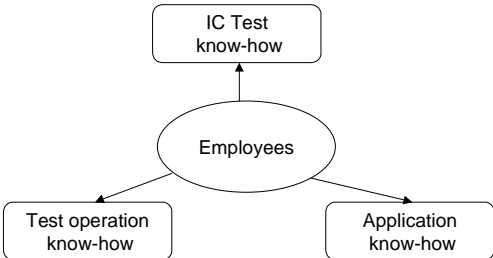 IC Test
know-how
Employees
Test operation
know-how
Application
know-how